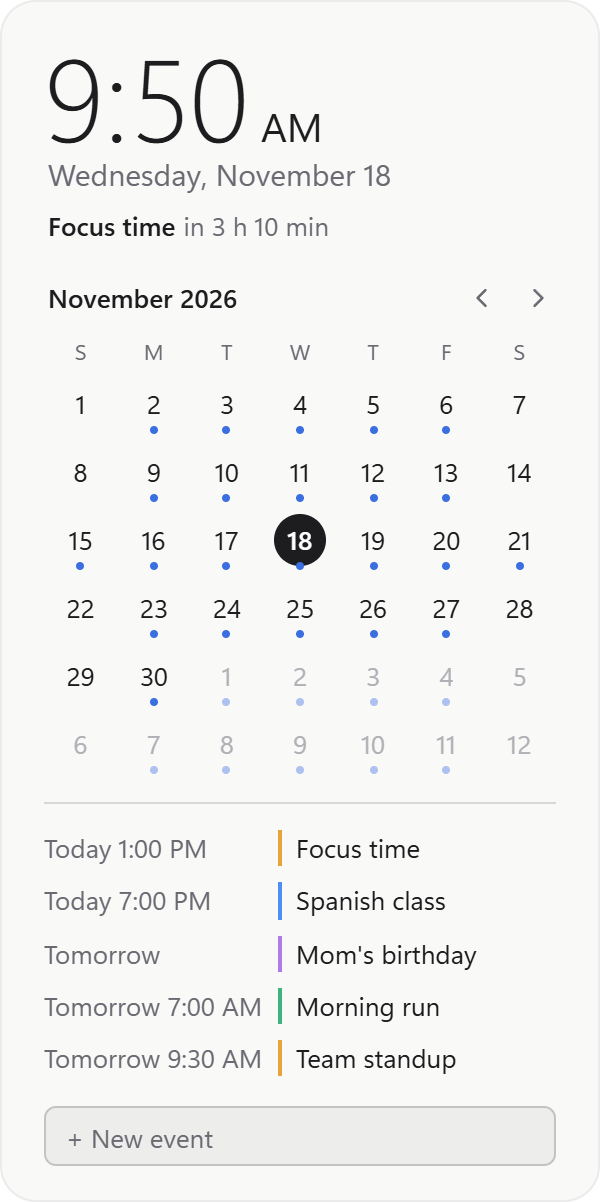 9:50 AM
Wednesday, November 18
Focus time in 3 h 10 min
November 2026
S M T W T F S
1 2 3 4 5 6 7
8 9 10 11 12 13 14
15 16 17 18 19 20 21
22 23 24 25 26 27 28
29 30 1 2 3 4 5
6 7 8 9 10 11 12
Today 1:00 PM Focus time
Today 7:00 PM Spanish class
Tomorrow Mom's birthday
Tomorrow 7:00 AM Morning run
Tomorrow 9:30 AM Team standup
+ New event